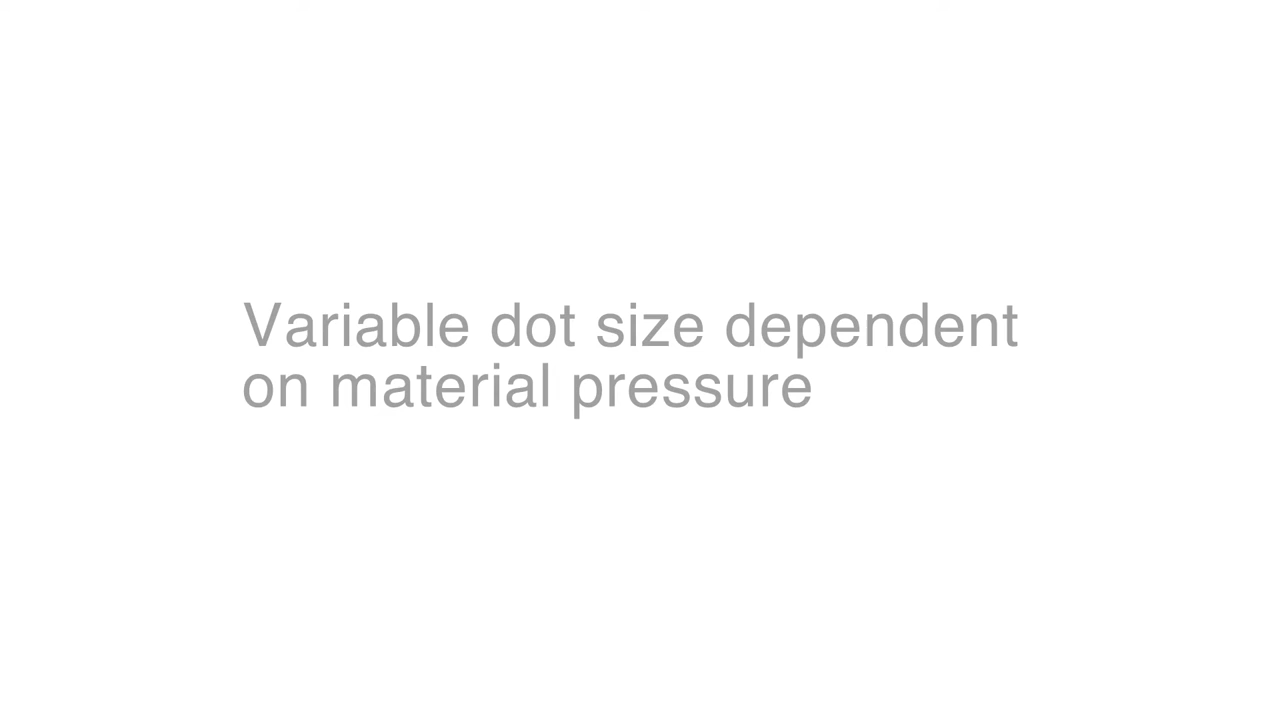 Variable dot size dependent
on material pressure